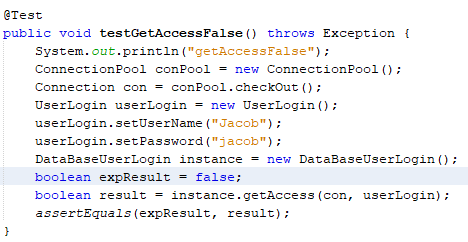 @Test
public void testGetAccessFalse() throws Exception {
    System.out.println("getAccessFalse");
    ConnectionPool conPool = new ConnectionPool();
    Connection con = conPool.checkOut();
    UserLogin userLogin = new UserLogin();
    userLogin.setUserName("Jacob");
    userLogin.setPassword("jacob");
    DataBaseUserLogin instance = new DataBaseUserLogin();
    boolean expResult = false;
    boolean result = instance.getAccess(con, userLogin);
    assertEquals(expResult, result);
}